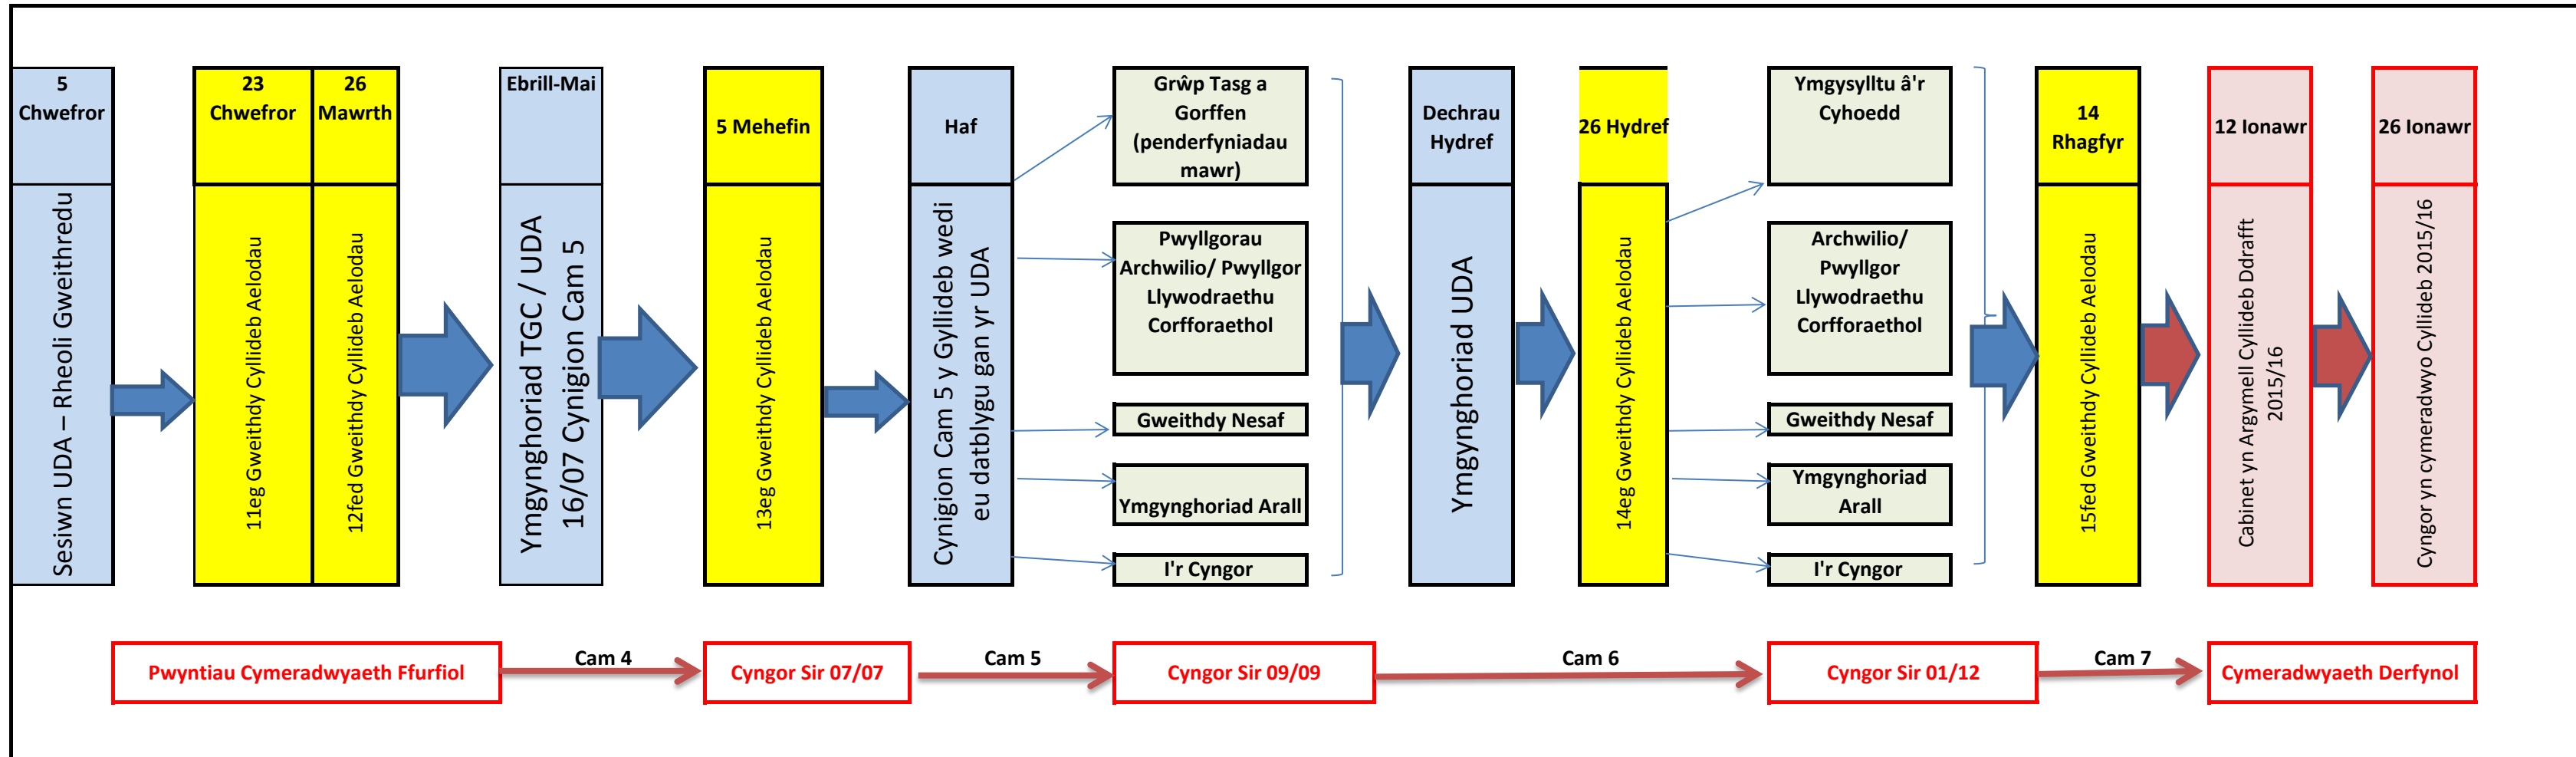 5
Chwefror
Sesiwn UDA – Rheoli Gweithredu
23
Chwefror
11eg Gweithdy Cyllideb Aelodau
26
Mawrth
12fed Gweithdy Cyllideb Aelodau
Ebrill-Mai
Ymgynghoriad TGC / UDA
16/07 Cynigion Cam 5
5 Mehefin
13eg Gweithdy Cyllideb Aelodau
Haf
Cynigion Cam 5 y Gyllideb wedi
eu datblygu gan yr UDA
Grŵp Tasg a
Gorffen
(penderfyniadau
mawr)
Pwyllgorau
Archwilio/ Pwyllgor
Llywodraethu
Corfforaethol
Gweithdy Nesaf
Ymgynghoriad Arall
I'r Cyngor
Dechrau
Hydref
Ymgynghoriad UDA
26 Hydref
14eg Gweithdy Cyllideb Aelodau
Ymgysylltu â'r
Cyhoedd
Archwilio/
Pwyllgor
Llywodraethu
Corfforaethol
Gweithdy Nesaf
Ymgynghoriad
Arall
I'r Cyngor
14
Rhagfyr
15fed Gweithdy Cyllideb Aelodau
12 Ionawr
Cabinet yn Argymell Cyllideb Ddrafft
2015/16
26 Ionawr
Cyngor yn cymeradwyo Cyllideb 2015/16
Pwyntiau Cymeradwyaeth Ffurfiol
Cam 4
Cyngor Sir 07/07
Cam 5
Cyngor Sir 09/09
Cam 6
Cyngor Sir 01/12
Cam 7
Cymeradwyaeth Derfynol